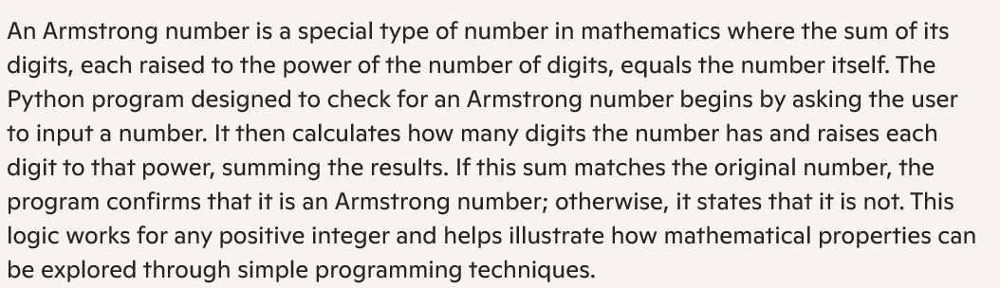 An Armstrong number is a special type of number in mathematics where the sum of its
digits, each raised to the power of the number of digits, equals the number itself. The
Python program designed to check for an Armstrong number begins by asking the user
to input a number. It then calculates how many digits the number has and raises each
digit to that power, summing the results. If this sum matches the original number, the
program confirms that it is an Armstrong number; otherwise, it states that it is not. This
logic works for any positive integer and helps illustrate how mathematical properties can
be explored through simple programming techniques.